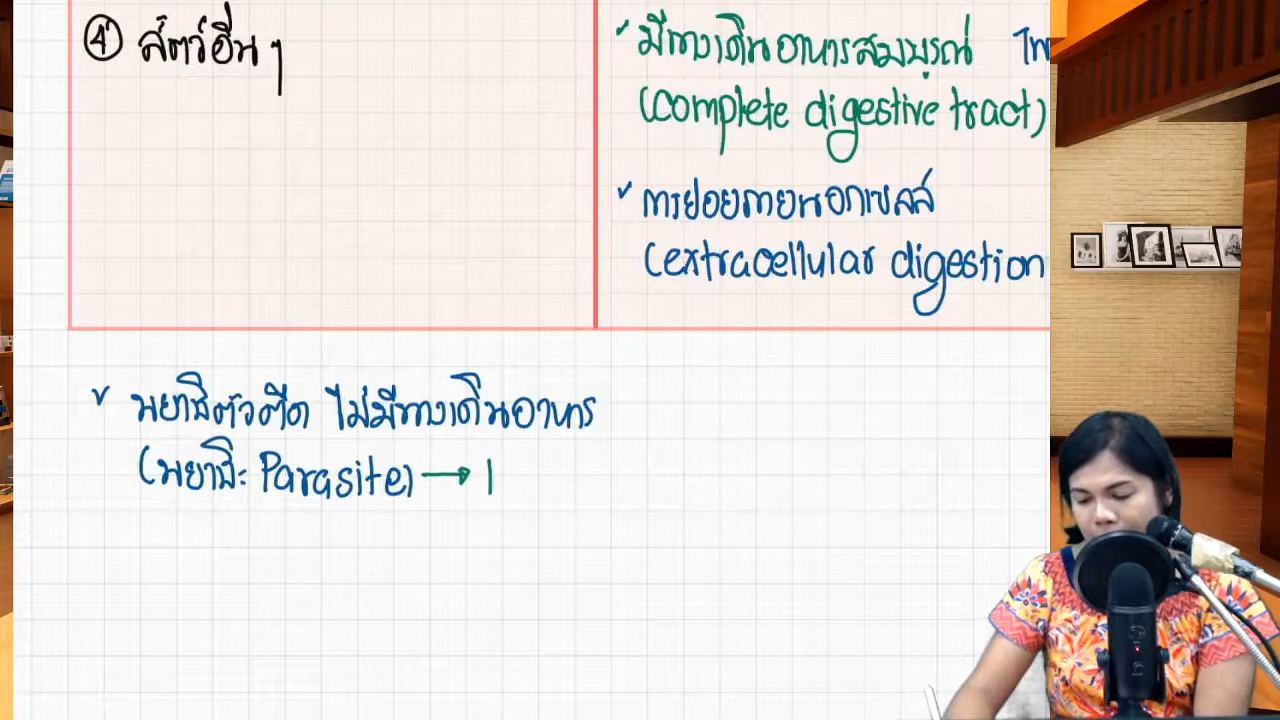 ④ สัตว์อื่น ๆ
✓ มีทางเดินอาหารสมบูรณ์
(complete digestive tract)
✓ การย่อยภายนอกเซลล์
(extracellular digestion
✓ พยาธิตัวตืด ไม่มีทางเดินอาหาร
(พยาธิ: Parasite) →